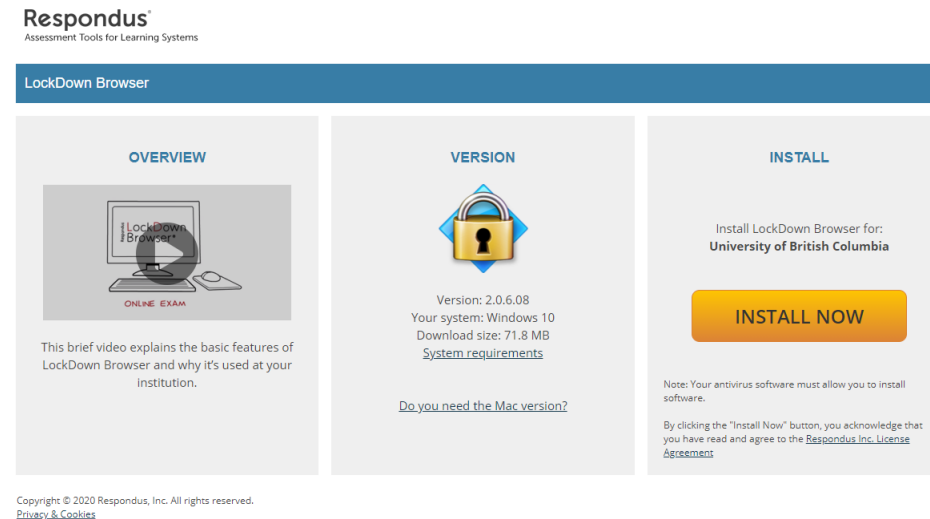 Respondus
Assessment Tools for Learning Systems
LockDown Browser
OVERVIEW
Respondus
LockDown
Browser
ONLINE EXAM
This brief video explains the basic features of
LockDown Browser and why it's used at your
institution.
VERSION
Version: 2.0.6.08
Your system: Windows 10
Download size: 71.8 MB
System requirements
Do you need the Mac version?
INSTALL
Install LockDown Browser for:
University of British Columbia
INSTALL NOW
Note: Your antivirus software must allow you to install
software.
By clicking the "Install Now" button, you acknowledge that
you have read and agree to the Respondus Inc. License
Agreement
Copyright © 2020 Respondus, Inc. All rights reserved.
Privacy & Cookies